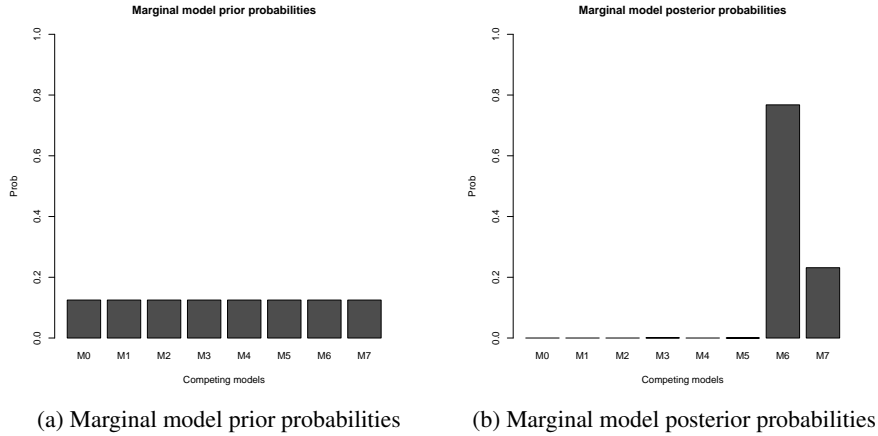 Marginal model prior probabilities
1.0
0.8
0.6
0.4
0.2
0.0
Prob
M0 M1 M2 M3 M4 M5 M6 M7
Competing models
(a) Marginal model prior probabilities
Marginal model posterior probabilities
1.0
0.8
0.6
0.4
0.2
0.0
Prob
M0 M1 M2 M3 M4 M5 M6 M7
Competing models
(b) Marginal model posterior probabilities